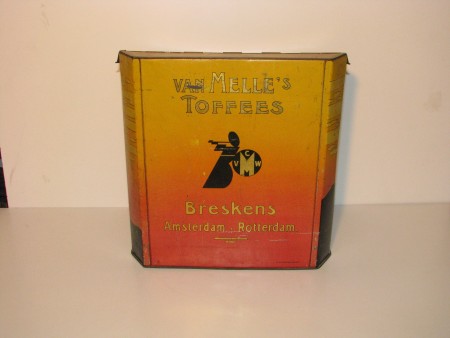 VAN MELLE'S
TOFFEES
C
V W
M
Breskens
Amsterdam Rotterdam